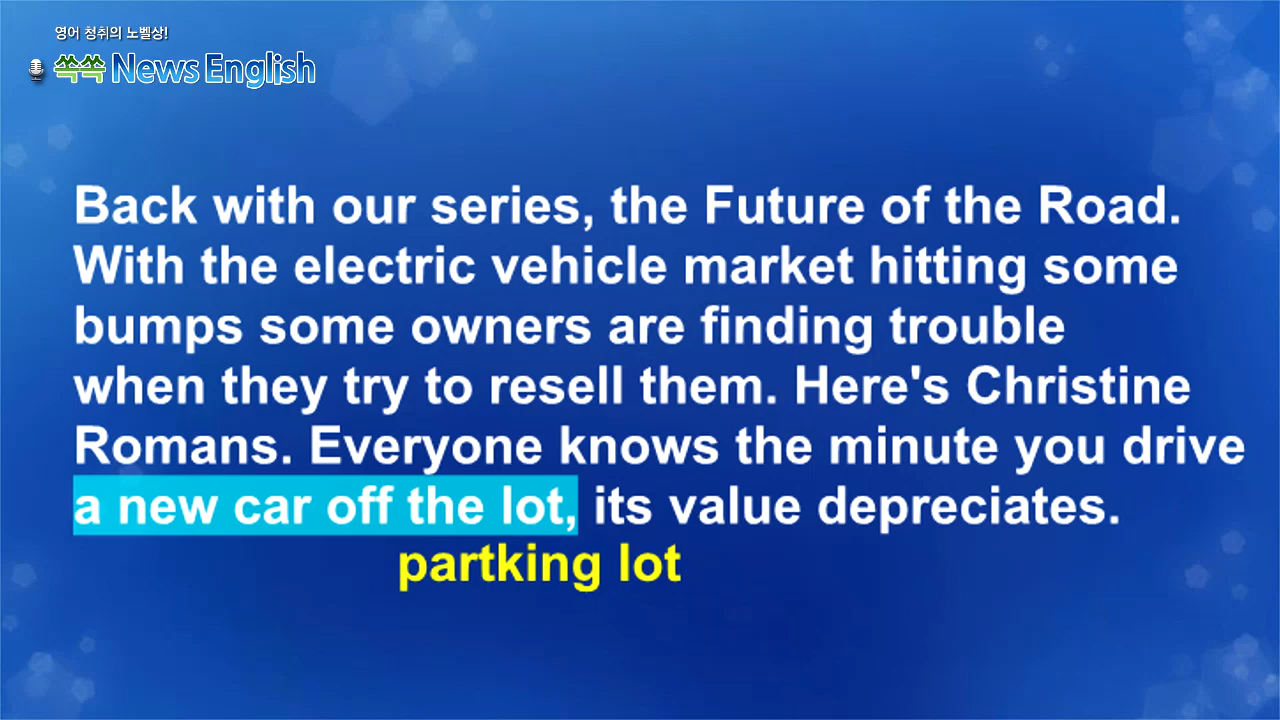 영어 청취의 노벨상!
쏙쏙 News English
Back with our series, the Future of the Road.
With the electric vehicle market hitting some
bumps some owners are finding trouble
when they try to resell them. Here's Christine
Romans. Everyone knows the minute you drive
a new car off the lot, its value depreciates.
partking lot